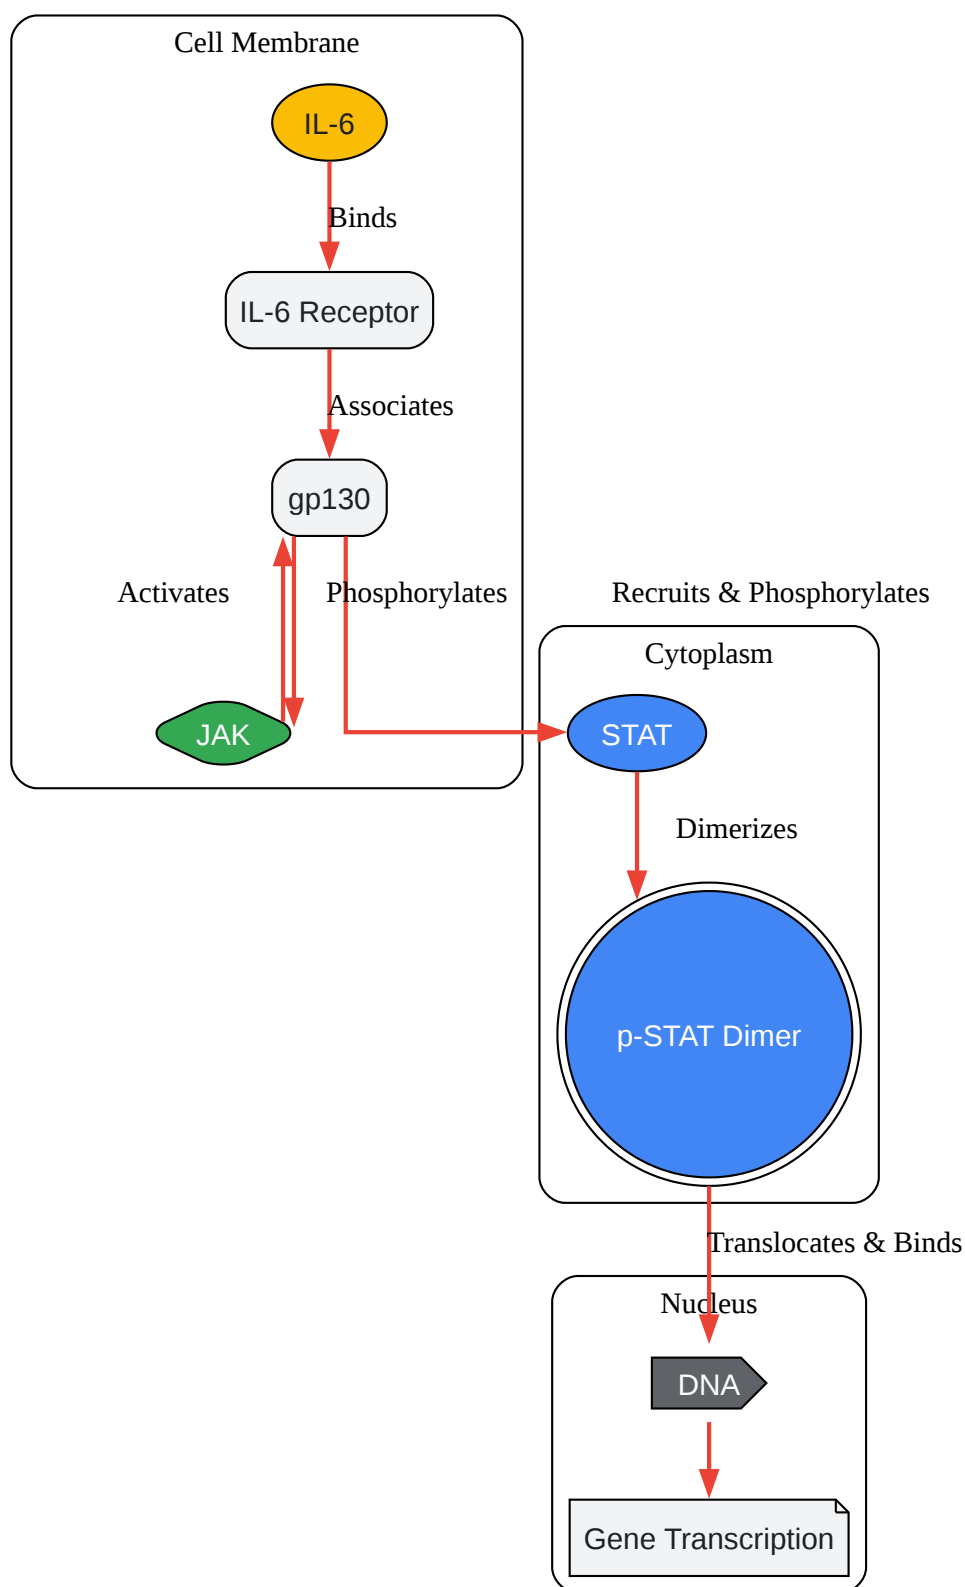 Cell Membrane
IL-6
Binds
IL-6 Receptor
Associates
gp130
Activates
Phosphorylates
Recruits & Phosphorylates
Cytoplasm
JAK
STAT
Dimerizes
p-STAT Dimer
Translocates & Binds
Nucleus
DNA
Gene Transcription